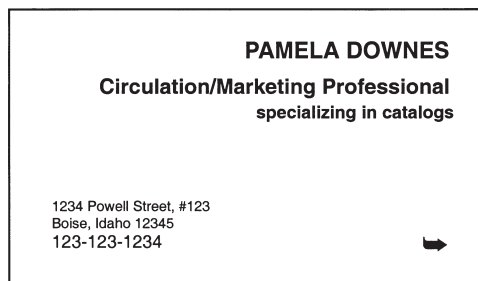 PAMELA DOWNES
Circulation/Marketing Professional
specializing in catalogs
1234 Powell Street, #123
Boise, Idaho 12345
123-123-1234